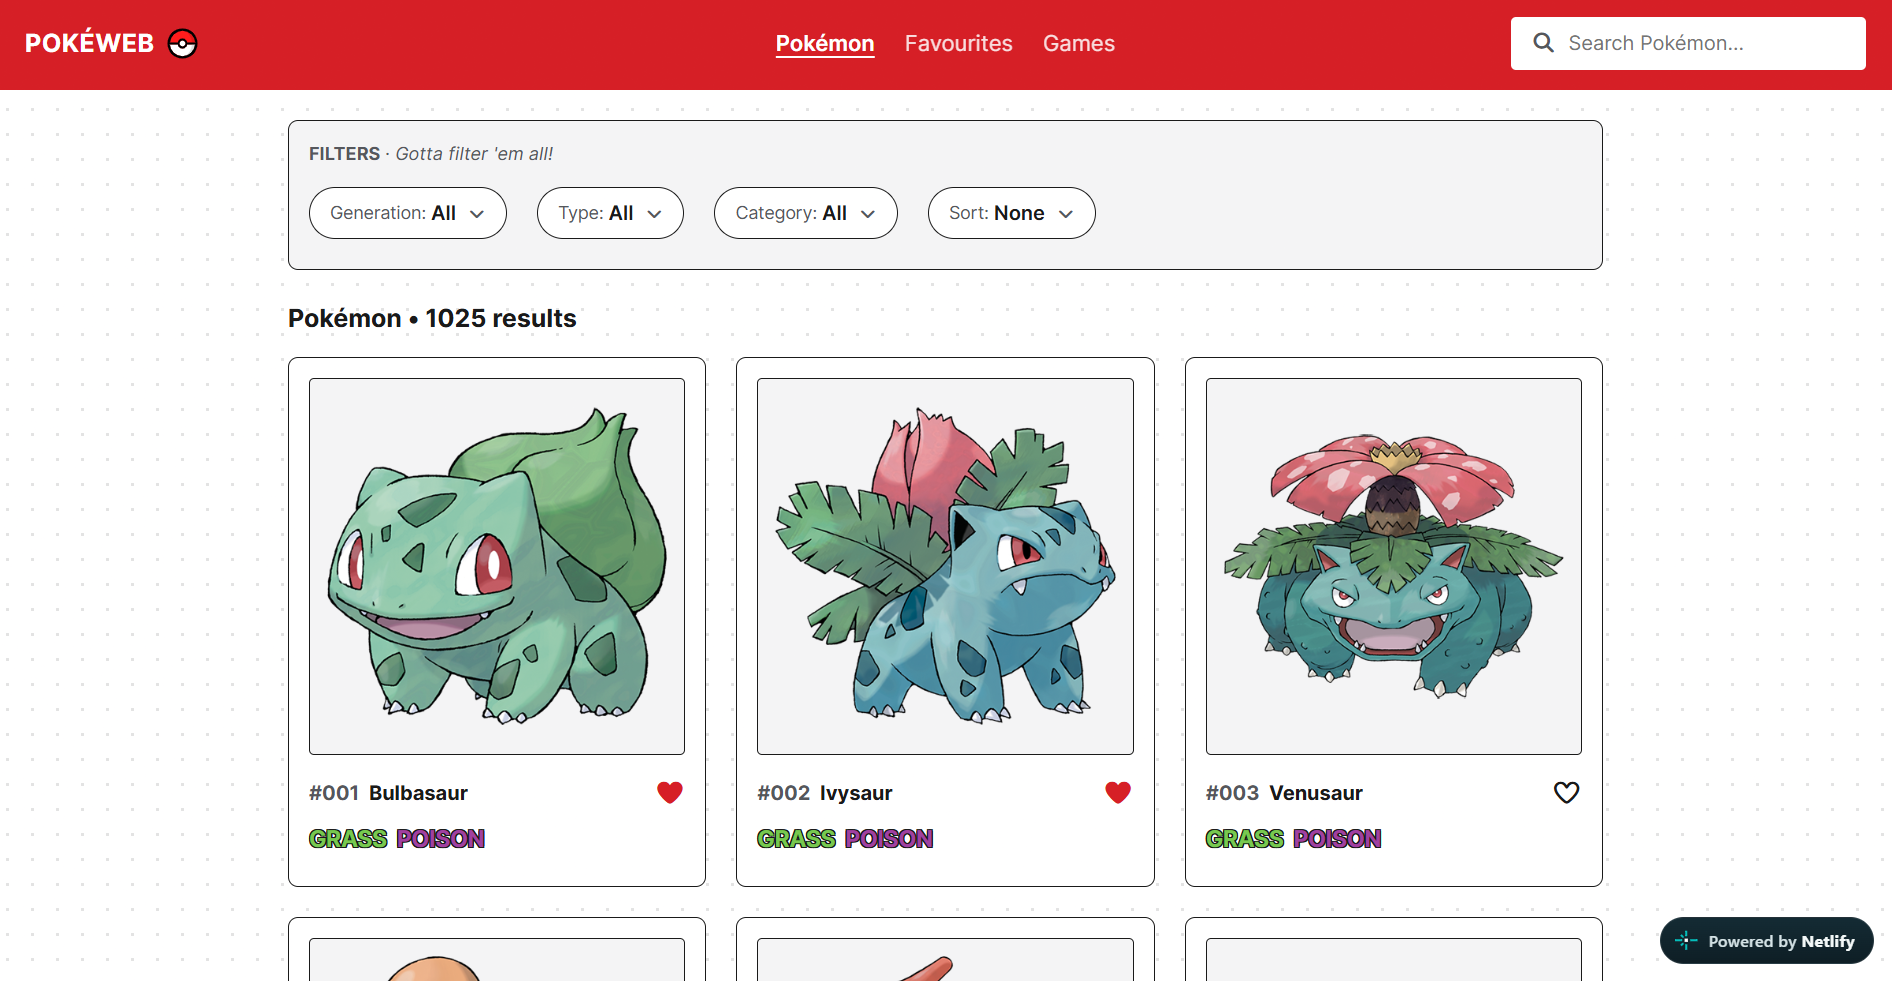 POKÉWEB
Pokémon Favourites Games
Search Pokémon...
FILTERS · Gotta filter 'em all!
Generation: All
Type: All
Category: All
Sort: None
Pokémon • 1025 results
#001 Bulbasaur
GRASS POISON
#002 Ivysaur
GRASS POISON
#003 Venusaur
GRASS POISON
Powered by Netlify